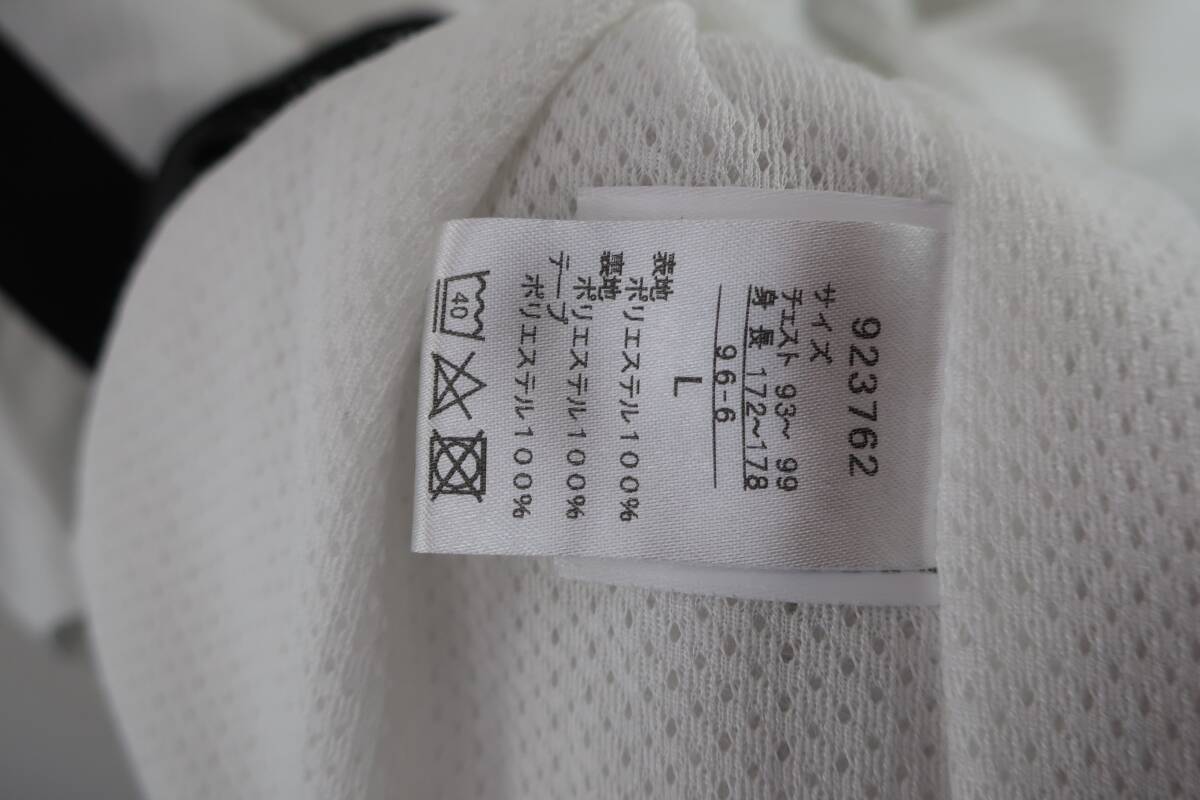 923762
サイズ
チェスト 93~ 99
身 長 172~178
96-6
L
表地
ポリエステル100%
裏地
ポリエステル100%
テープ
ポリエステル100%
40